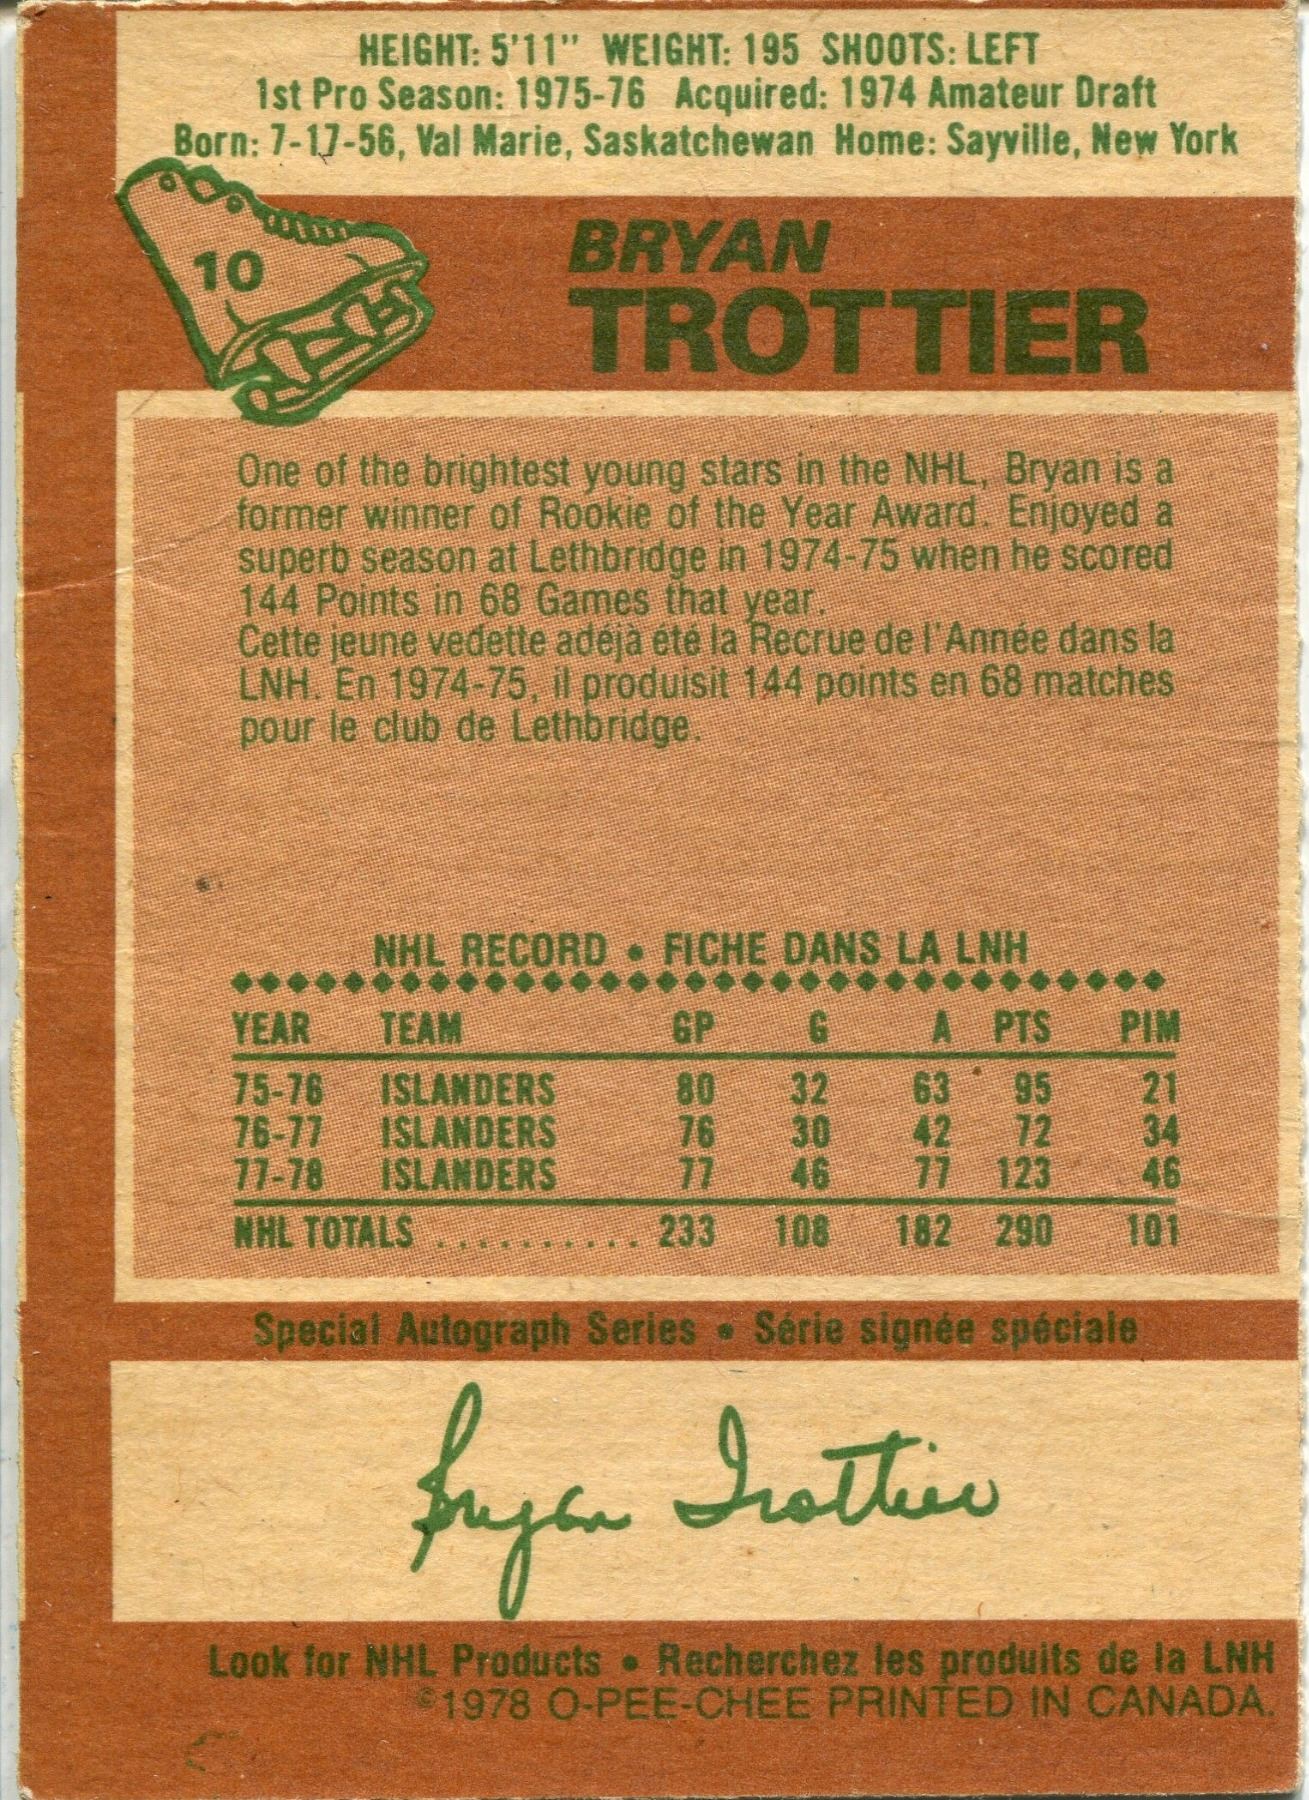 HEIGHT: 5'11" WEIGHT: 195 SHOOTS: LEFT
1st Pro Season: 1975-76 Acquired: 1974 Amateur Draft
Born: 7-17-56, Val Marie, Saskatchewan Home: Sayville, New York
10
BRYAN
TROTTIER
One of the brightest young stars in the NHL, Bryan is a
former winner of Rookie of the Year Award. Enjoyed a
superb season at Lethbridge in 1974-75 when he scored
144 Points in 68 Games that year.
Cette jeune vedette adéjà été la Recrue de l'Année dans la
LNH. En 1974-75, il produisit 144 points en 68 matches
pour le club de Lethbridge.
NHL RECORD • FICHE DANS LA LNH
YEAR TEAM GP G A PTS PIM
75-76 ISLANDERS 80 32 63 95 21
76-77 ISLANDERS 76 30 42 72 34
77-78 ISLANDERS 77 46 77 123 46
NHL TOTALS .......... 233 108 182 290 101
Special Autograph Series • Série signée spéciale
Bryan Trottier
Look for NHL Products • Recherchez les produits de la LNH
©1978 O-PEE-CHEE PRINTED IN CANADA.